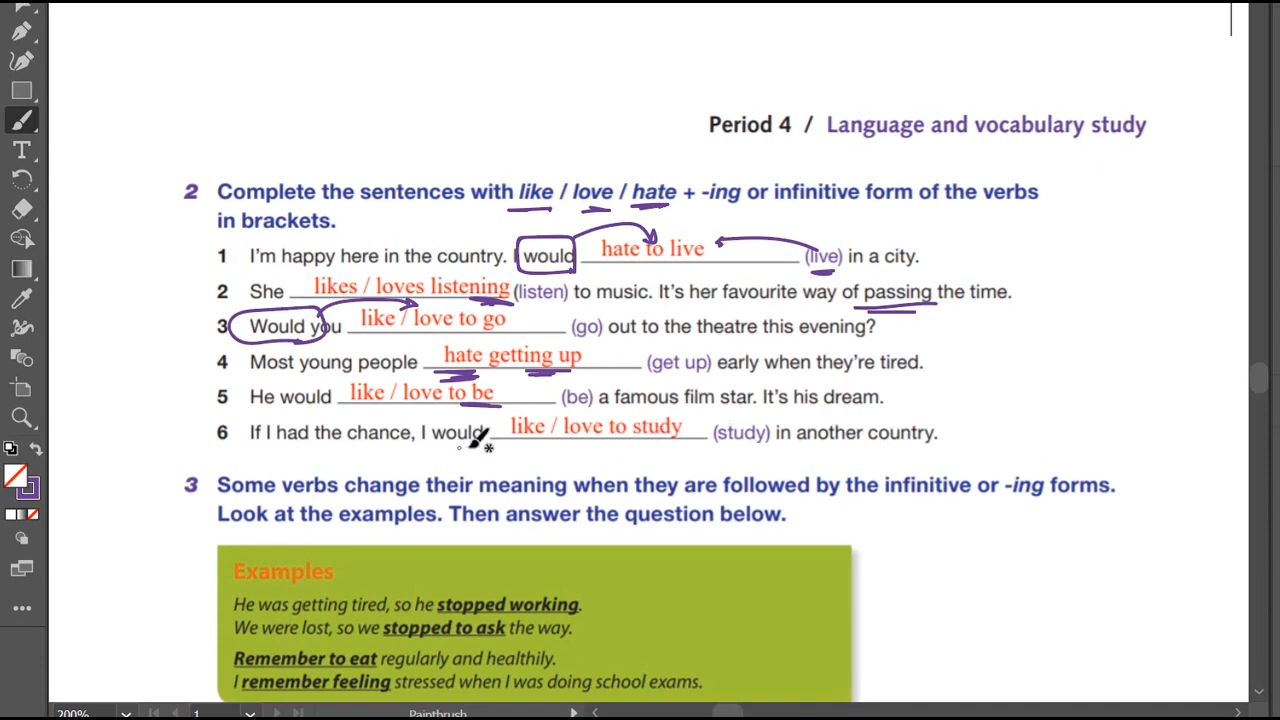 Period 4 / Language and vocabulary study
2 Complete the sentences with like / love / hate + -ing or infinitive form of the verbs
in brackets.
1 I'm happy here in the country. I would hate to live (live) in a city.
2 She likes / loves listening (listen) to music. It's her favourite way of passing the time.
3 Would you like / love to go (go) out to the theatre this evening?
4 Most young people hate getting up (get up) early when they're tired.
5 He would like / love to be (be) a famous film star. It's his dream.
6 If I had the chance, I would like / love to study (study) in another country.
3 Some verbs change their meaning when they are followed by the infinitive or -ing forms.
Look at the examples. Then answer the question below.
Examples
He was getting tired, so he stopped working.
We were lost, so we stopped to ask the way.
Remember to eat regularly and healthily.
I remember feeling stressed when I was doing school exams.
200% 1 Paintbrush